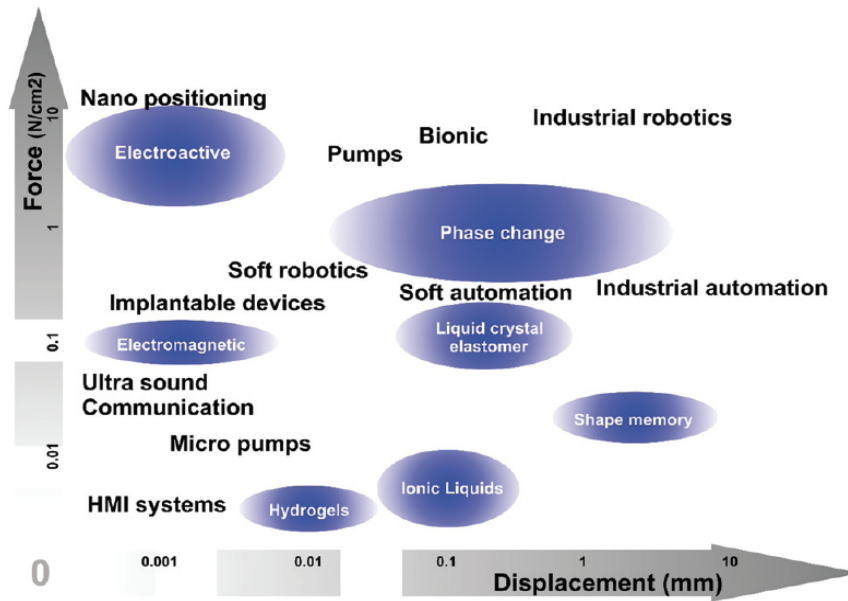 Nano positioning
Industrial robotics
Bionic
Pumps
Electroactive
Force (N/cm2)
10
1
0.1
0.01
Phase change
Soft robotics
Soft automation
Industrial automation
Implantable devices
Electromagnetic
Liquid crystal
elastomer
Ultra sound
Communication
Shape memory
Micro pumps
Ionic Liquids
HMI systems
Hydrogels
0
0.001
0.01
0.1
1
10
Displacement (mm)